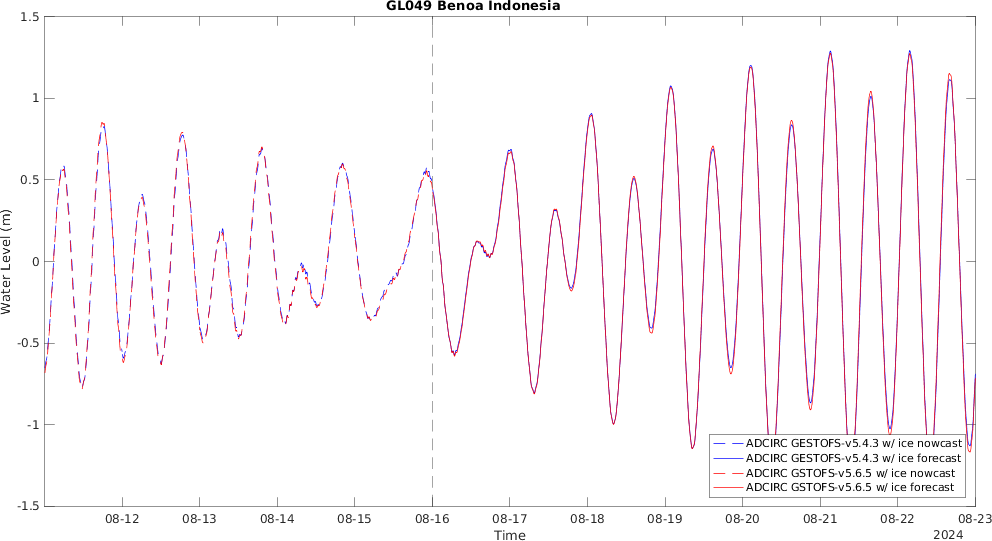 GL049 Benoa Indonesia
1.5
1
0.5
0
-0.5
-1
-1.5
Water Level (m)
ADCIRC GESTOFS-v5.4.3 w/ ice nowcast
ADCIRC GESTOFS-v5.4.3 w/ ice forecast
ADCIRC GSTOFS-v5.6.5 w/ ice nowcast
ADCIRC GSTOFS-v5.6.5 w/ ice forecast
08-12 08-13 08-14 08-15 08-16 08-17 08-18 08-19 08-20 08-21 08-22 08-23
Time
2024